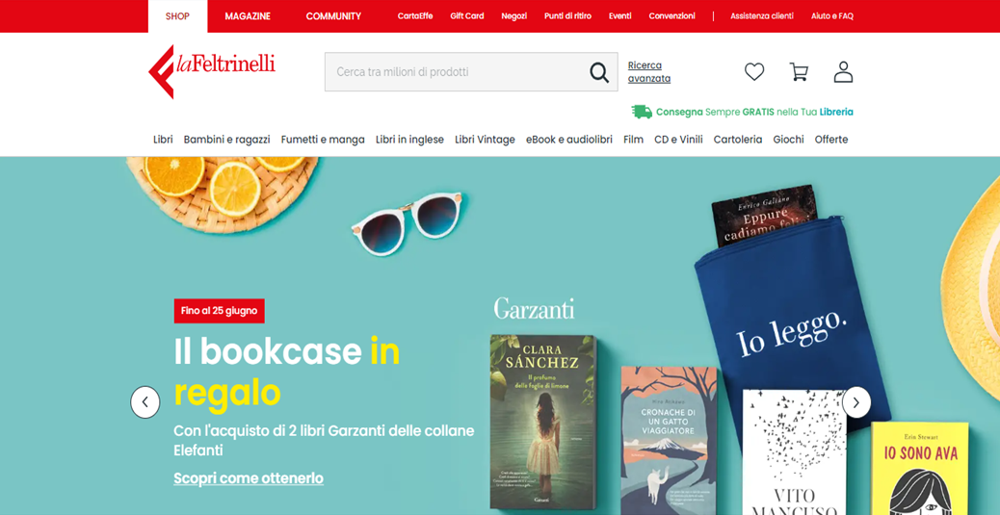 SHOP MAGAZINE COMMUNITY CartaEffe Gift Card Negozi Punti di ritiro Eventi Convenzioni Assistenza clienti Aiuto e FAQ
laFeltrinelli
Cerca tra milioni di prodotti
Ricerca
avanzata
Consegna Sempre GRATIS nella Tua Libreria
Libri Bambini e ragazzi Fumetti e manga Libri in inglese Libri Vintage eBook e audiolibri Film CD e Vinili Cartoleria Giochi Offerte
Fino al 25 giugno
Il bookcase in
regalo
Con l'acquisto di 2 libri Garzanti delle collane
Elefanti
Scopri come ottenerlo
Garzanti
CLARA
SÁNCHEZ
Il profumo
delle foglie di limone
Garzanti
CRONACHE DI
UN GATTO
VIAGGIATORE
Enrico Galiano
Eppure
cadiamo felici
Io leggo.
VITO
MANCUSO
Erin Stewart
IO SONO AVA